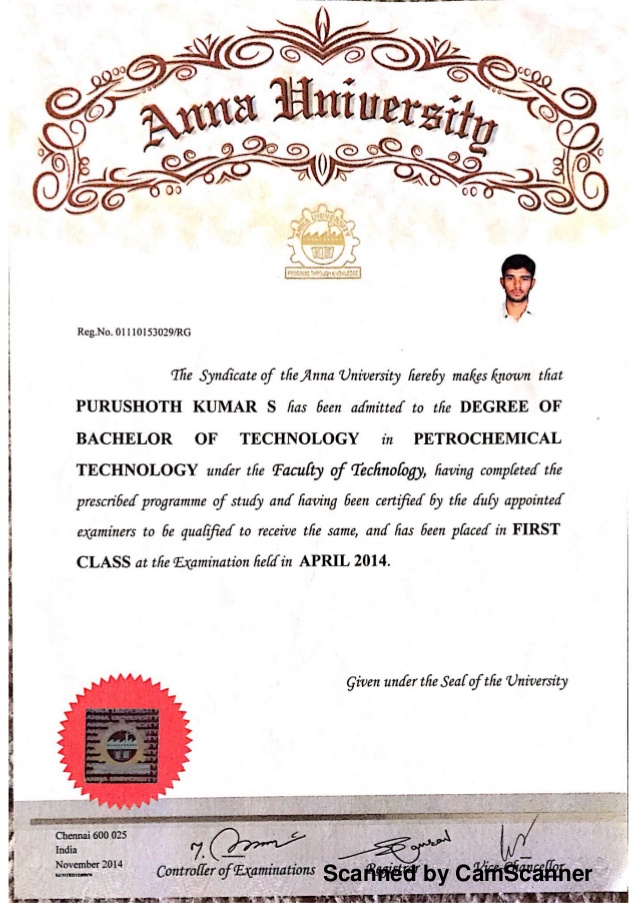 Anna University
ANNA UNIVERSITY
PROGRESS THROUGH KNOWLEDGE
Reg.No. 01110153029/RG
The Syndicate of the Anna University hereby makes known that
PURUSHOTH KUMAR S has been admitted to the DEGREE OF
BACHELOR OF TECHNOLOGY in PETROCHEMICAL
TECHNOLOGY under the Faculty of Technology, having completed the
prescribed programme of study and having been certified by the duly appointed
examiners to be qualified to receive the same, and has been placed in FIRST
CLASS at the Examination held in APRIL 2014.
Given under the Seal of the University
Chennai 600 025
India
November 2014
Controller of Examinations Registrar Vice-Chancellor
Scanned by CamScanner